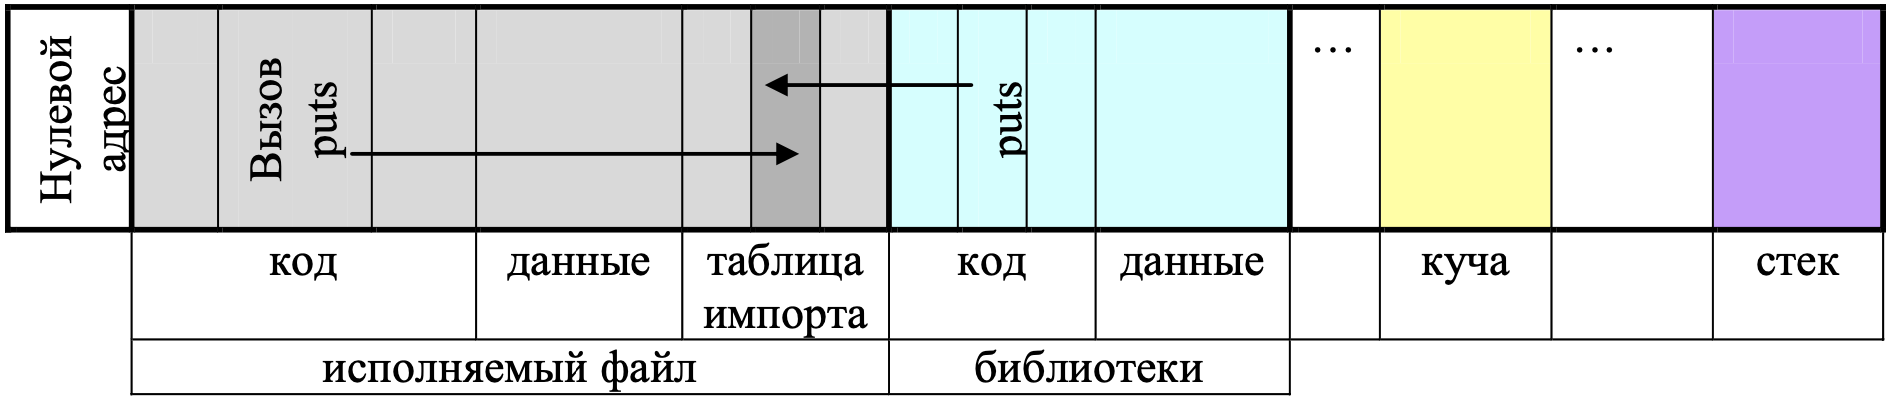 Нулевой
адрес
Вызов
puts
puts
…
…
код
данные
таблица
импорта
код
данные
куча
стек
исполняемый файл
библиотеки